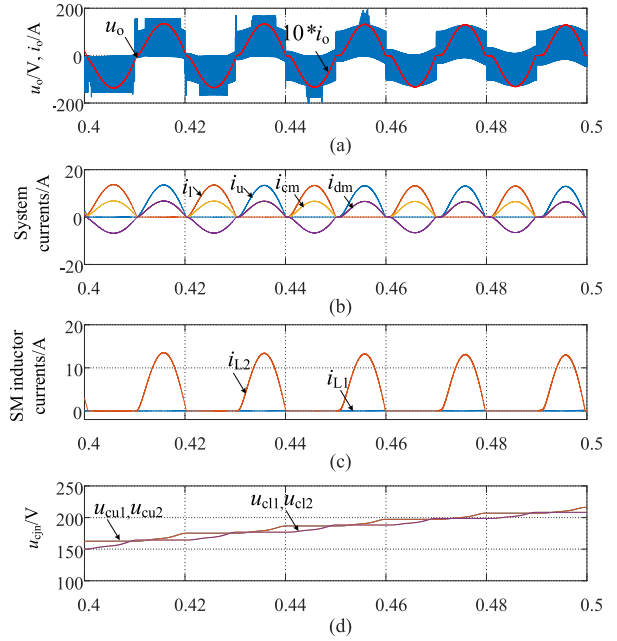 200
0
-200
u_o/V, i_o/A
u_o
10*i_o
0.4 0.42 0.44 0.46 0.48 0.5
(a)
20
0
-20
System currents/A
i_l i_u i_cm i_dm
0.4 0.42 0.44 0.46 0.48 0.5
(b)
20
10
0
SM inductor currents/A
i_L2
i_L1
0.4 0.42 0.44 0.46 0.48 0.5
(c)
250
200
150
100
u_cjn/V
u_cu1,u_cu2
u_cl1,u_cl2
0.4 0.42 0.44 0.46 0.48 0.5
(d)